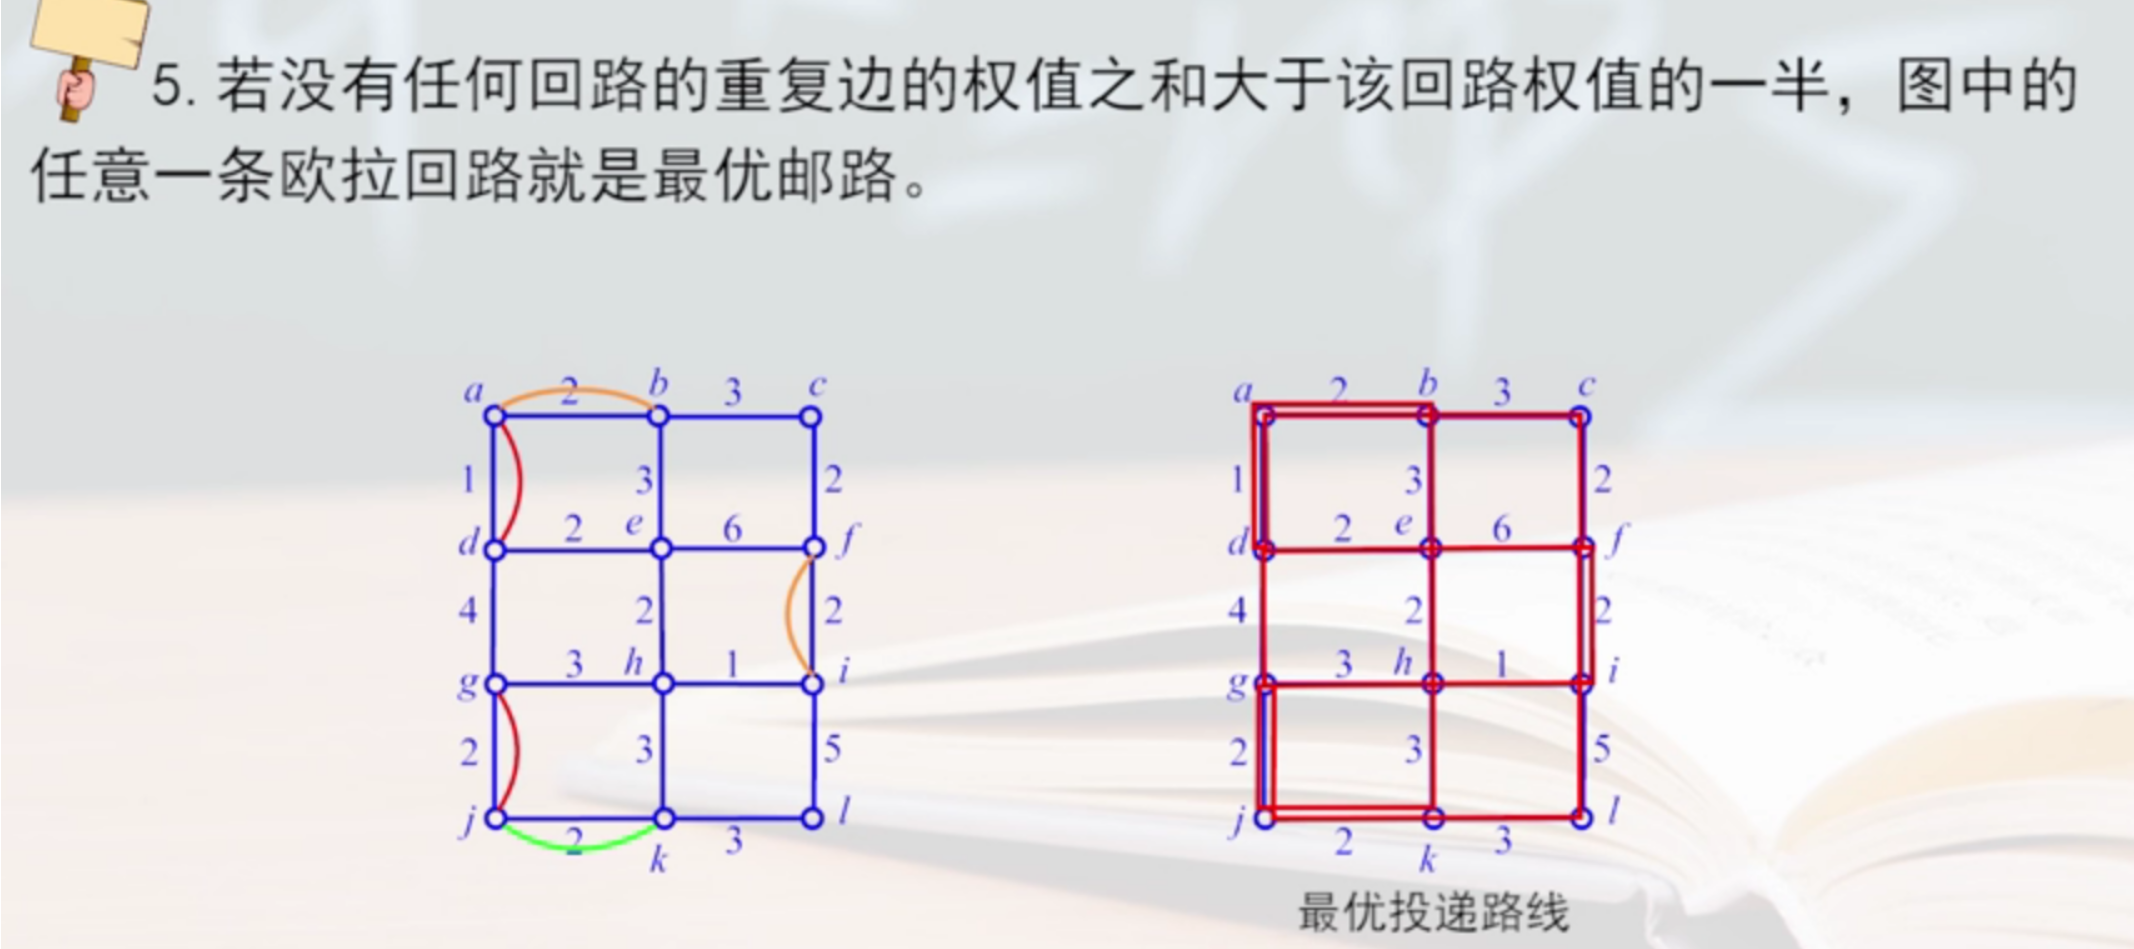 5. 若没有任何回路的重复边的权值之和大于该回路权值的一半，图中的
任意一条欧拉回路就是最优邮路。
a 2 b 3 c
1 3 2
d 2 e 6 f
4 2 2
g 3 h 1 i
2 3 5
j 2 k 3 l
a 2 b 3 c
1 3 2
d 2 e 6 f
4 2 2
g 3 h 1 i
2 3 5
j 2 k 3 l
最优投递路线